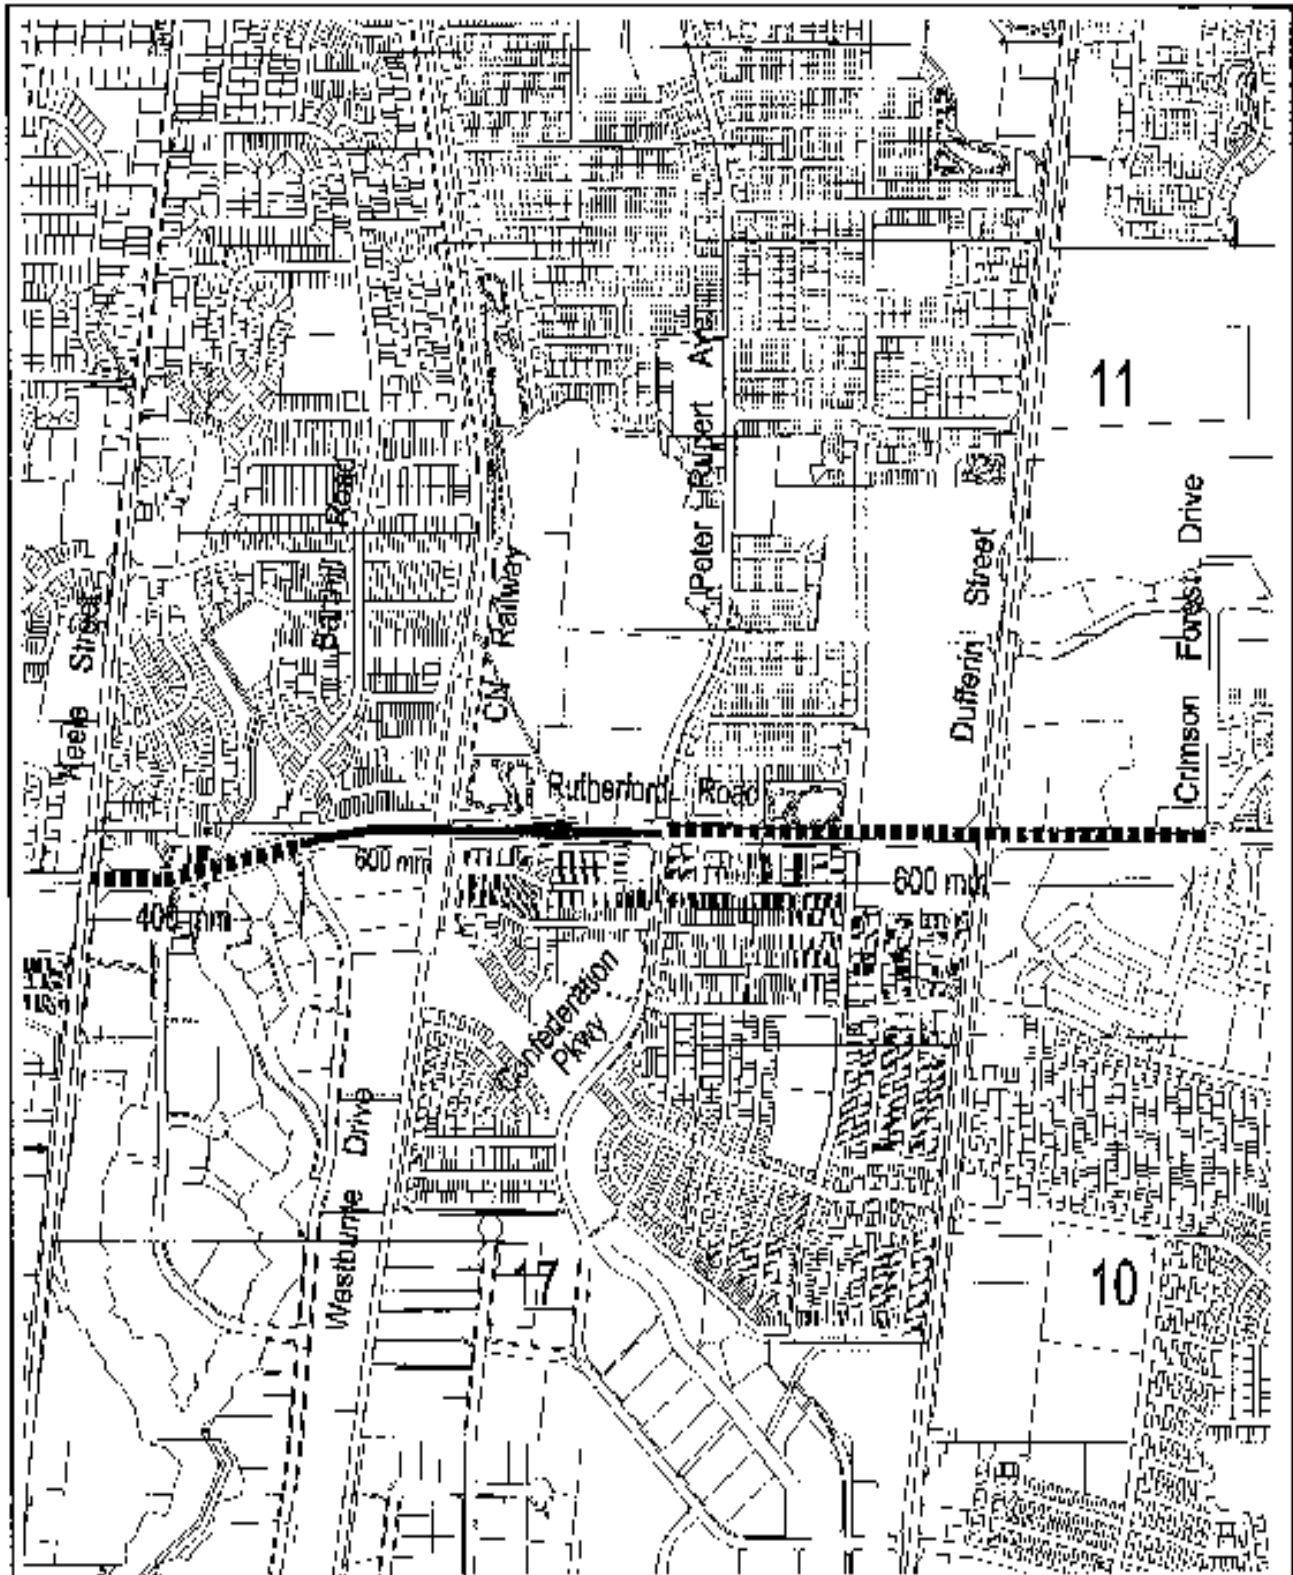 11
Peter Rupert Ave
Barrhill Road
Keele Street
CN Railway
Dufferin Street
Crimson Forest Drive
Rutherford Road
600 mm
600 mm
400 mm
Confederation
Pkwy
Westburne Drive
17
10